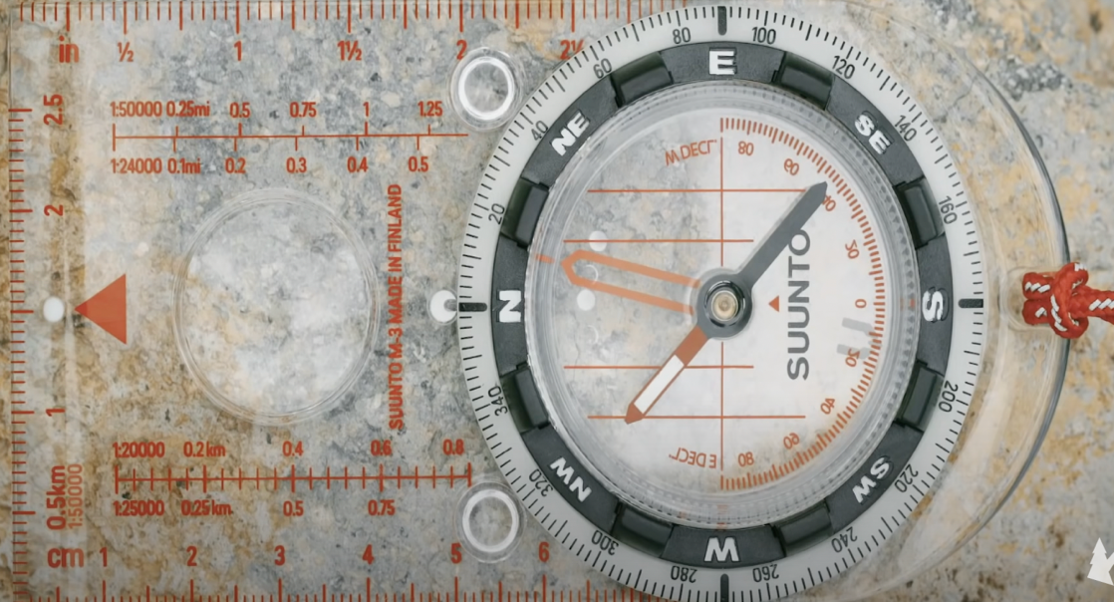 in ½ 1 1½ 2 2½
2.5
1:50000 0.25mi 0.5 0.75 1 1.25
1:24000 0.1mi 0.2 0.3 0.4 0.5
2
SUUNTO M-3 MADE IN FINLAND
1
1:20000 0.2 km 0.4 0.6 0.8
1:25000 0.25 km 0.5 0.75
0.5km
1:50000
cm 1 2 3 4 5 6
N
20
40
NE
60
80
E
100
120
SE
140
160
S
200
220
SW
240
260
W
280
300
NW
320
340
W DECL.
80
60
40
20
0
20
40
60
80
E DECL.
SUUNTO